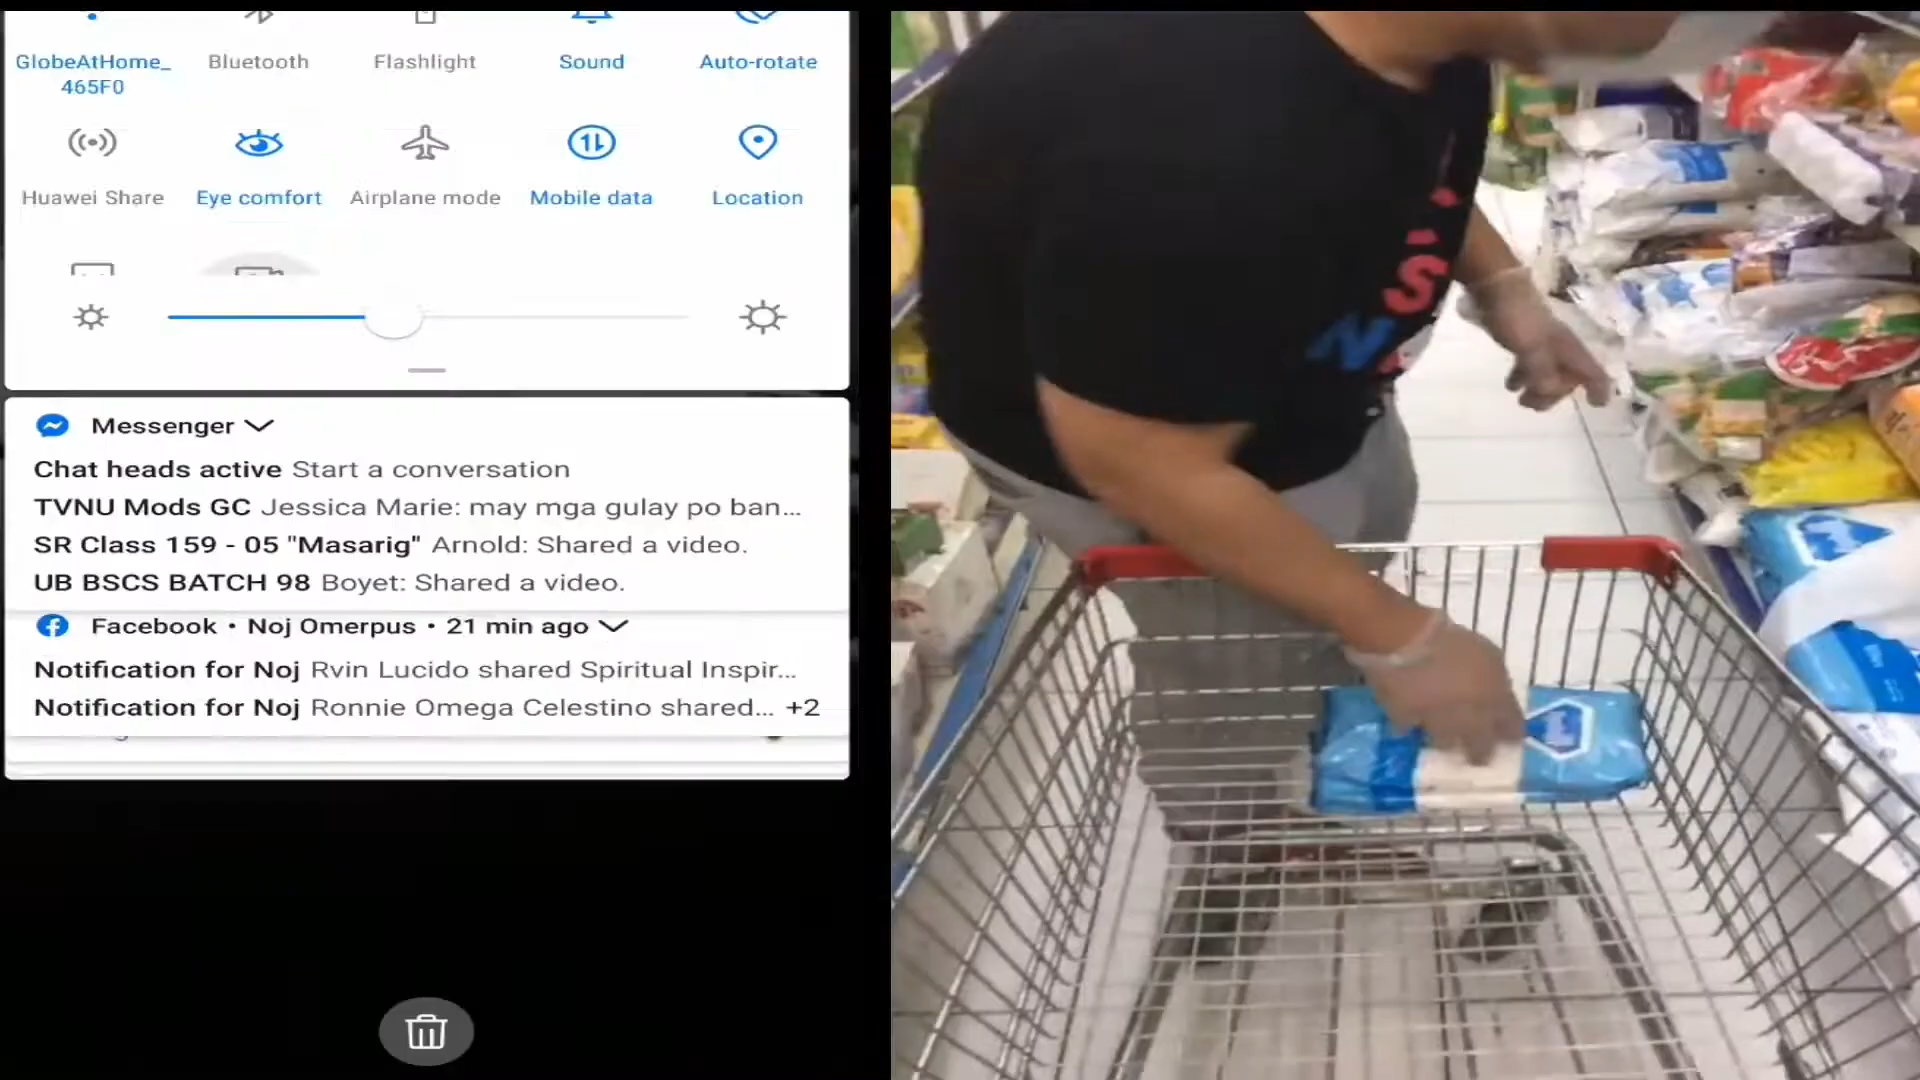 GlobeAtHome_
465F0
Bluetooth
Flashlight
Sound
Auto-rotate
Huawei Share
Eye comfort
Airplane mode
Mobile data
Location
Messenger
Chat heads active Start a conversation
TVNU Mods GC Jessica Marie: may mga gulay po ban...
SR Class 159 - 05 "Masarig" Arnold: Shared a video.
UB BSCS BATCH 98 Boyet: Shared a video.
Facebook • Noj Omerpus • 21 min ago
Notification for Noj Rvin Lucido shared Spiritual Inspir...
Notification for Noj Ronnie Omega Celestino shared... +2